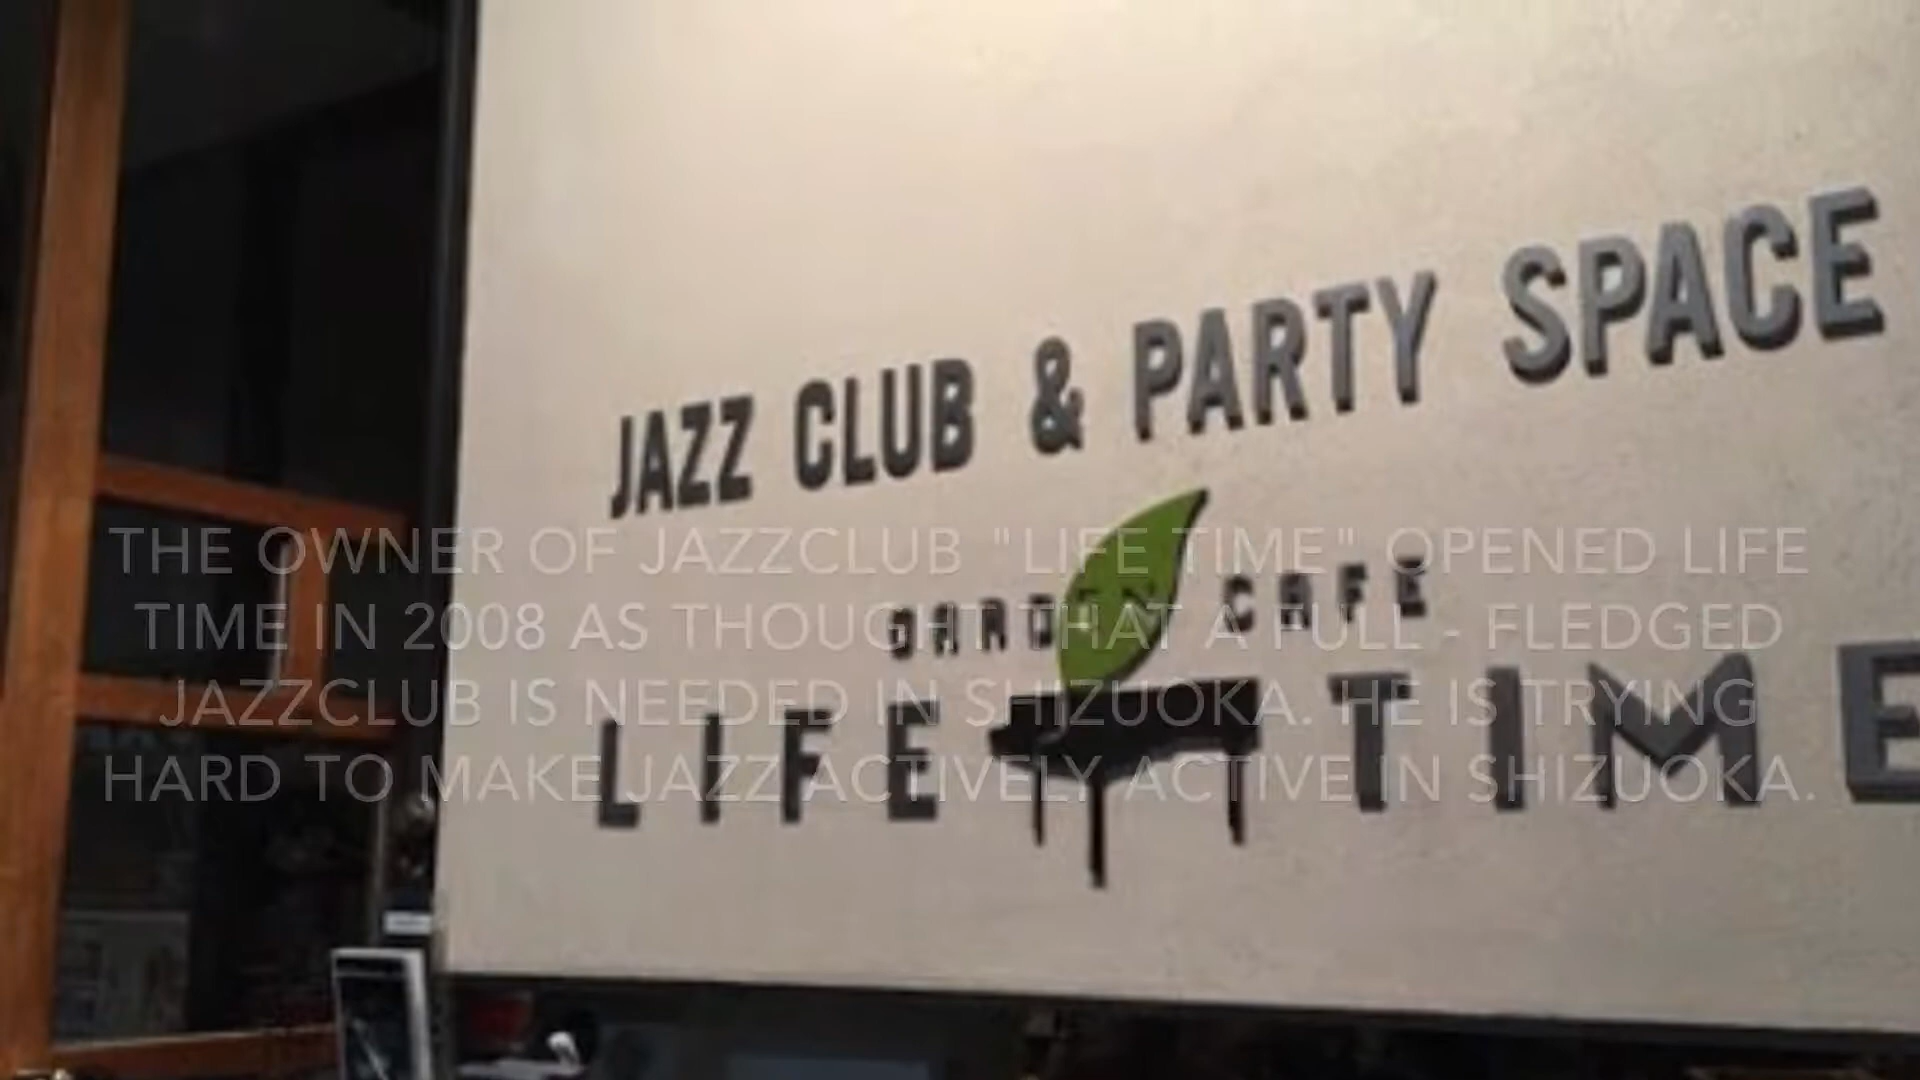 JAZZ CLUB & PARTY SPACE
CAFE
LIFE TIME
THE OWNER OF JAZZCLUB "LIFE TIME" OPENED LIFE
TIME IN 2008 AS THOUGHT THAT A FULL - FLEDGED
JAZZCLUB IS NEEDED IN SHIZUOKA. HE IS TRYING
HARD TO MAKE JAZZ ACTIVELY ACTIVE IN SHIZUOKA.